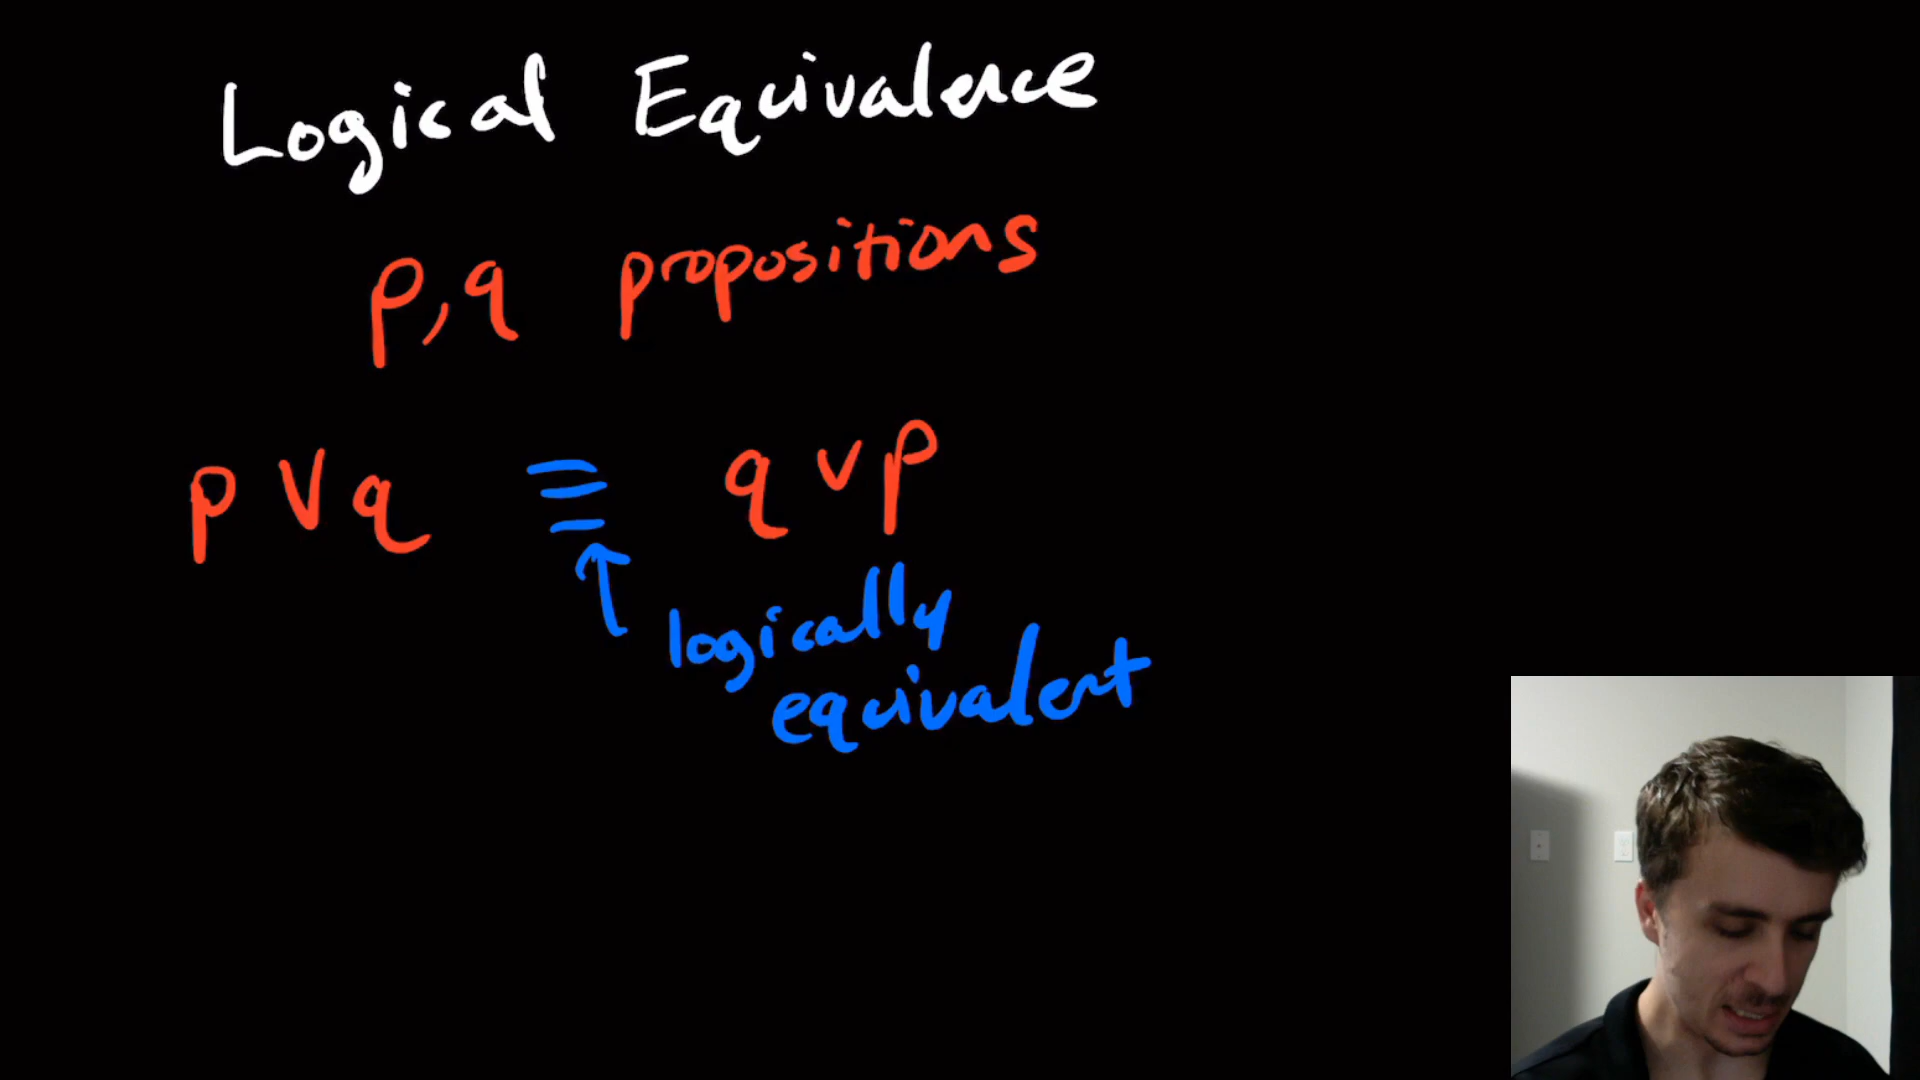 Logical Equivalence
p, q propositions
p ∨ q ≡ q ∨ p
↑ logically
equivalent